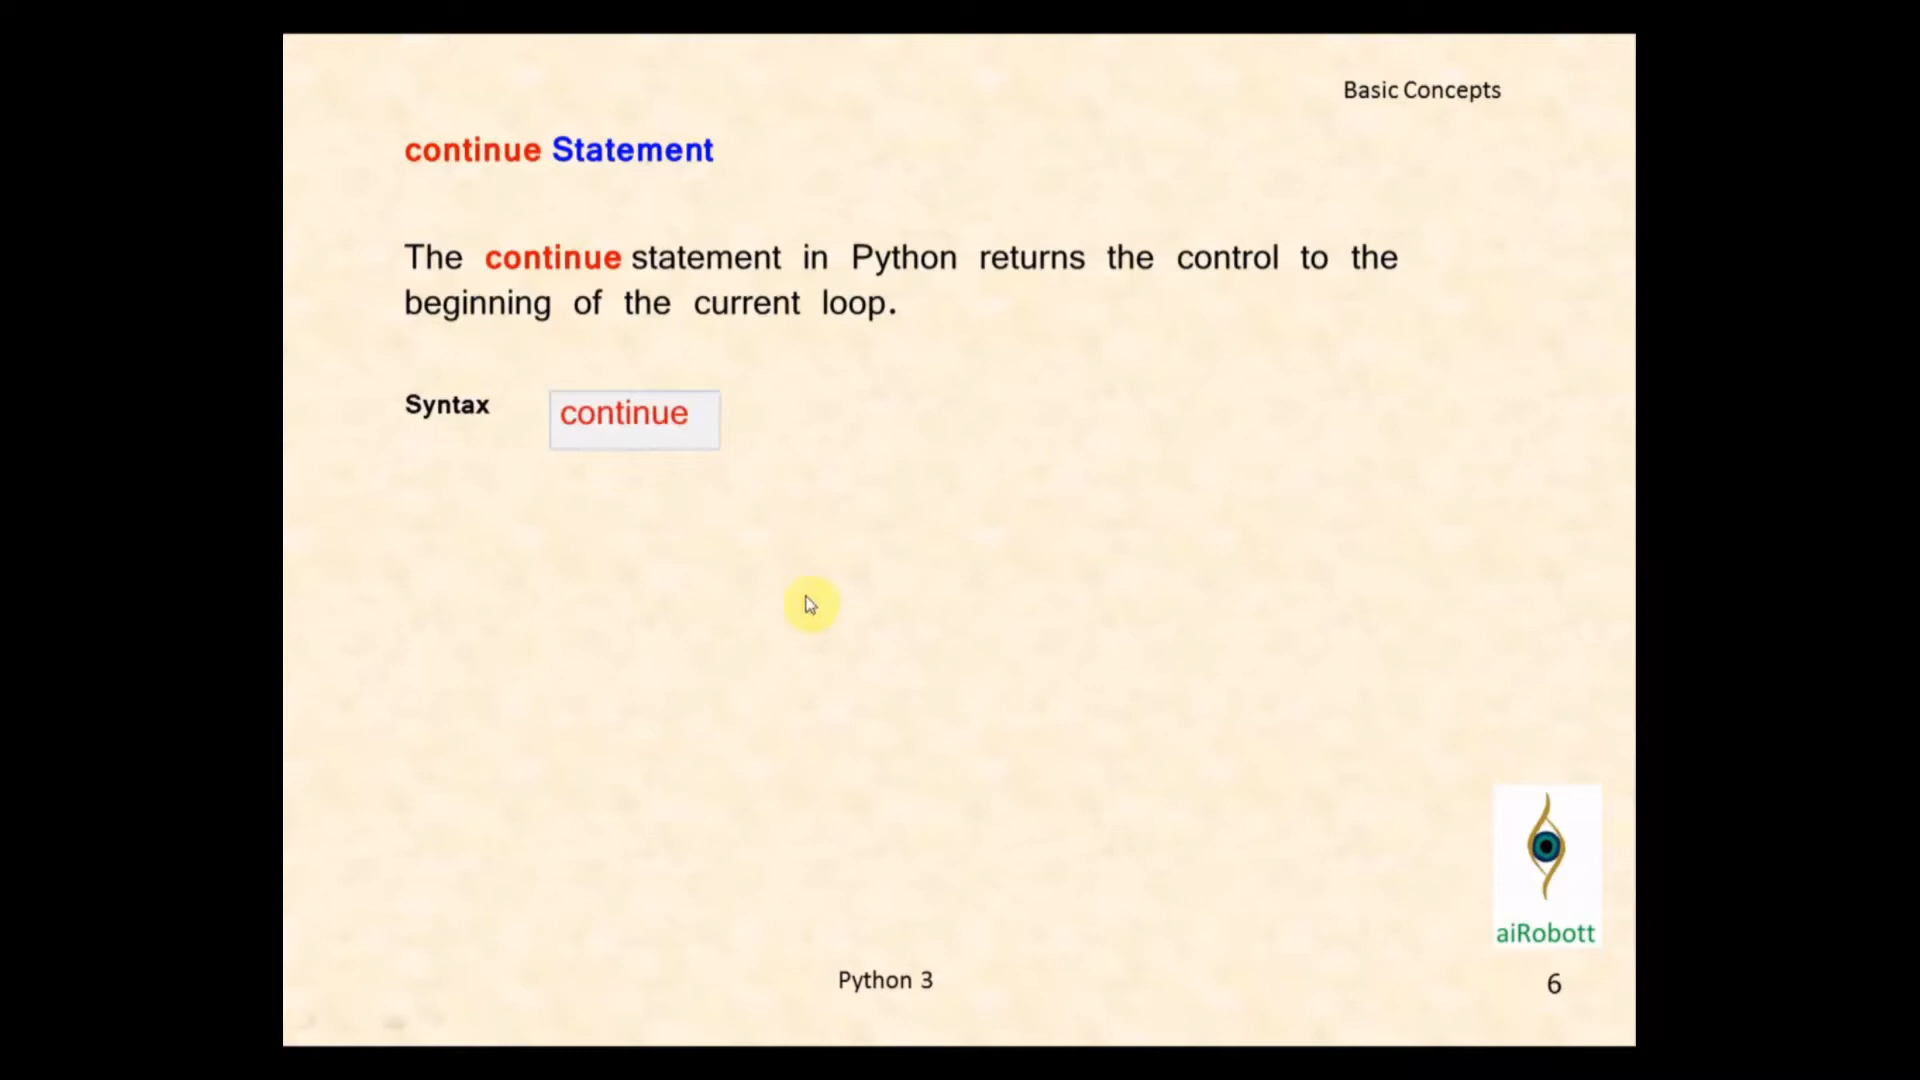 Basic Concepts
continue Statement
The continue statement in Python returns the control to the
beginning of the current loop.
Syntax continue
aiRobott
Python 3
6